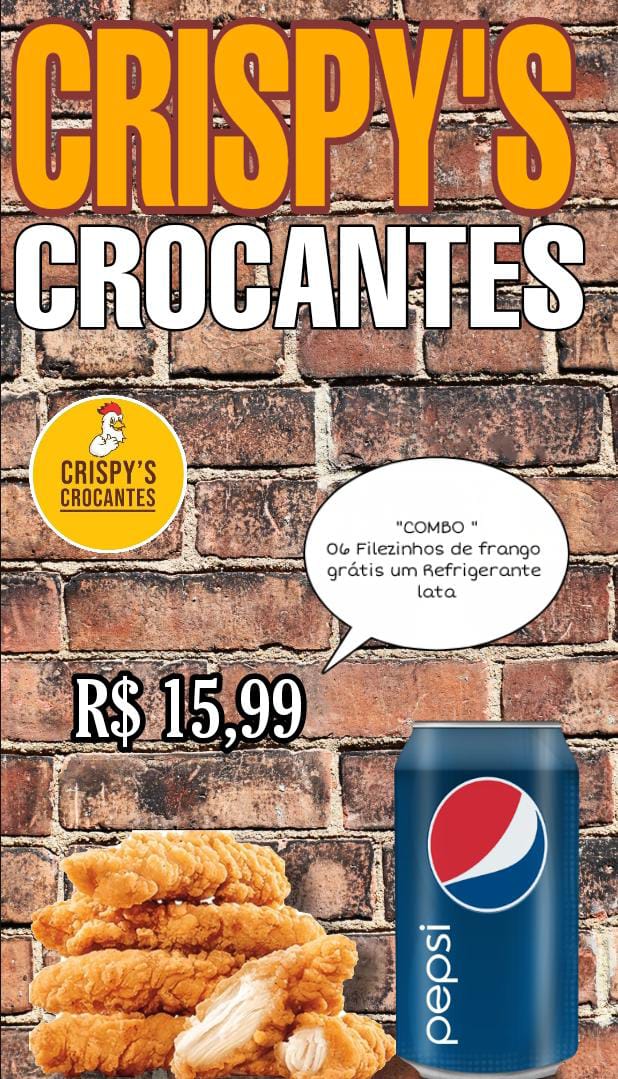 CRISPY'S
CROCANTES
CRISPY'S
CROCANTES
"COMBO "
06 Filezinhos de frango
grátis um Refrigerante
lata
R$ 15,99
pepsi